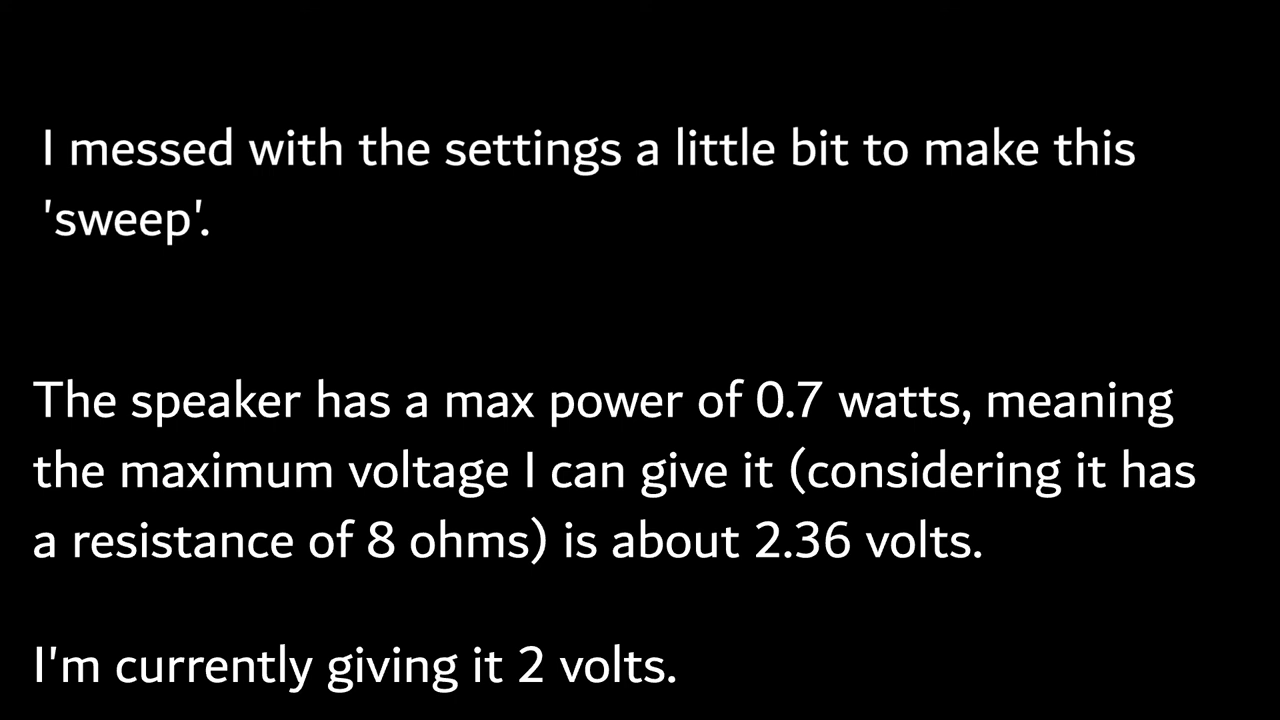 I messed with the settings a little bit to make this
'sweep'.
The speaker has a max power of 0.7 watts, meaning
the maximum voltage I can give it (considering it has
a resistance of 8 ohms) is about 2.36 volts.
I'm currently giving it 2 volts.